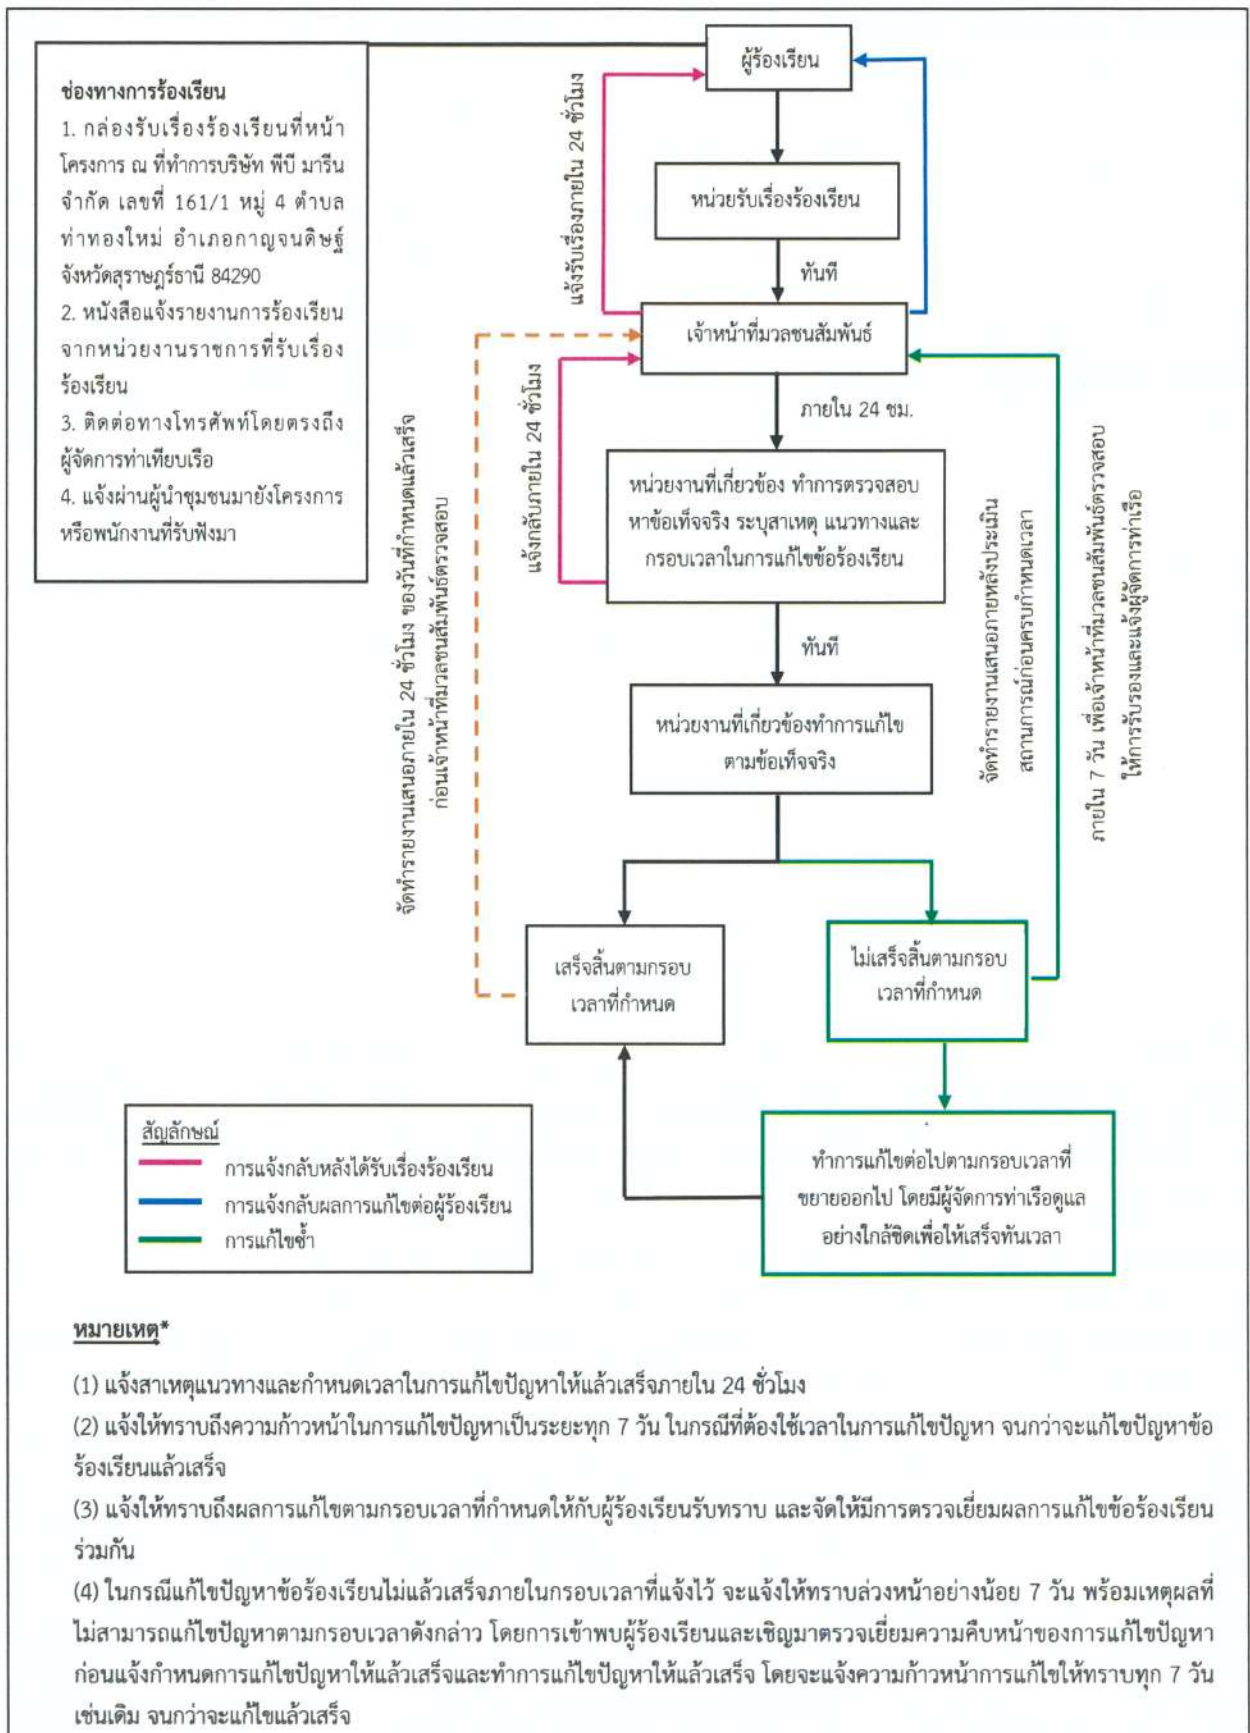 ผู้ร้องเรียน
ช่องทางการร้องเรียน
1. กล่องรับเรื่องร้องเรียนที่หน้า
โครงการ ณ ที่ทำการบริษัท พีบี มารีน
จำกัด เลขที่ 161/1 หมู่ 4 ตำบล
ท่าทองใหม่ อำเภอกาญจนดิษฐ์
จังหวัดสุราษฎร์ธานี 84290
2. หนังสือแจ้งรายงานการร้องเรียน
จากหน่วยงานราชการที่รับเรื่อง
ร้องเรียน
3. ติดต่อทางโทรศัพท์โดยตรงถึง
ผู้จัดการท่าเทียบเรือ
4. แจ้งผ่านผู้นำชุมชนมายังโครงการ
หรือพนักงานที่รับฟังมา
แจ้งรับเรื่องภายใน 24 ชั่วโมง
หน่วยรับเรื่องร้องเรียน
ทันที
เจ้าหน้าที่มวลชนสัมพันธ์
ภายใน 24 ชม.
แจ้งกลับภายใน 24 ชั่วโมง
หน่วยงานที่เกี่ยวข้อง ทำการตรวจสอบ
หาข้อเท็จจริง ระบุสาเหตุ แนวทางและ
กรอบเวลาในการแก้ไขข้อร้องเรียน
ทันที
หน่วยงานที่เกี่ยวข้องทำการแก้ไข
ตามข้อเท็จจริง
จัดทำรายงานเสนอภายใน 24 ชั่วโมง ของวันที่กำหนดแล้วเสร็จ
ก่อนเจ้าหน้าที่มวลชนสัมพันธ์ตรวจสอบ
จัดทำรายงานเสนอภายหลังประเมิน
สถานการณ์ก่อนครบกำหนดเวลา
ภายใน 7 วัน เพื่อเจ้าหน้าที่มวลชนสัมพันธ์ตรวจสอบ
ให้การรับรองและแจ้งผู้จัดการท่าเรือ
เสร็จสิ้นตามกรอบ
เวลาที่กำหนด
ไม่เสร็จสิ้นตามกรอบ
เวลาที่กำหนด
ทำการแก้ไขต่อไปตามกรอบเวลาที่
ขยายออกไป โดยมีผู้จัดการท่าเรือดูแล
อย่างใกล้ชิดเพื่อให้เสร็จทันเวลา
สัญลักษณ์
การแจ้งกลับหลังได้รับเรื่องร้องเรียน
การแจ้งกลับผลการแก้ไขต่อผู้ร้องเรียน
การแก้ไขซ้ำ
หมายเหตุ*
(1) แจ้งสาเหตุแนวทางและกำหนดเวลาในการแก้ไขปัญหาให้แล้วเสร็จภายใน 24 ชั่วโมง
(2) แจ้งให้ทราบถึงความก้าวหน้าในการแก้ไขปัญหาเป็นระยะทุก 7 วัน ในกรณีที่ต้องใช้เวลาในการแก้ไขปัญหา จนกว่าจะแก้ไขปัญหาข้อ
ร้องเรียนแล้วเสร็จ
(3) แจ้งให้ทราบถึงผลการแก้ไขตามกรอบเวลาที่กำหนดให้กับผู้ร้องเรียนรับทราบ และจัดให้มีการตรวจเยี่ยมผลการแก้ไขข้อร้องเรียน
ร่วมกัน
(4) ในกรณีแก้ไขปัญหาข้อร้องเรียนไม่แล้วเสร็จภายในกรอบเวลาที่แจ้งไว้ จะแจ้งให้ทราบล่วงหน้าอย่างน้อย 7 วัน พร้อมเหตุผลที่
ไม่สามารถแก้ไขปัญหาตามกรอบเวลาดังกล่าว โดยการเข้าพบผู้ร้องเรียนและเชิญมาตรวจเยี่ยมความคืบหน้าของการแก้ไขปัญหา
ก่อนแจ้งกำหนดการแก้ไขปัญหาให้แล้วเสร็จและทำการแก้ไขปัญหาให้แล้วเสร็จ โดยจะแจ้งความก้าวหน้าการแก้ไขให้ทราบทุก 7 วัน
เช่นเดิม จนกว่าจะแก้ไขแล้วเสร็จ